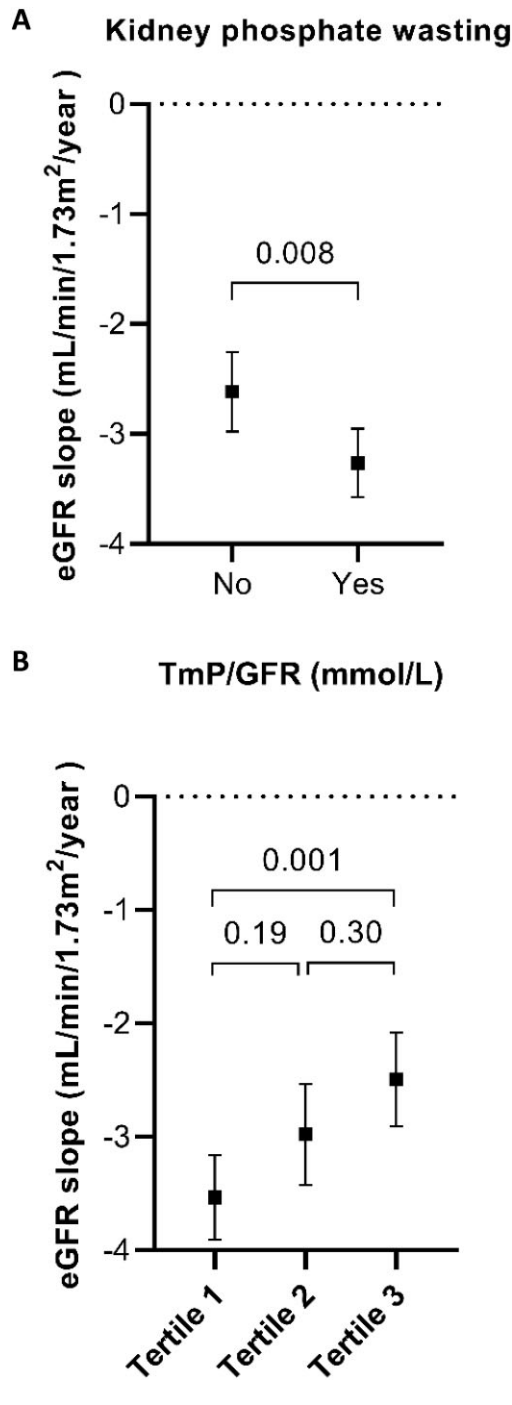 A
Kidney phosphate wasting
eGFR slope (mL/min/1.73m²/year )
0
-1
-2
-3
-4
0.008
No Yes
B
TmP/GFR (mmol/L)
eGFR slope (mL/min/1.73m²/year )
0
-1
-2
-3
-4
0.001
0.19 0.30
Tertile 1 Tertile 2 Tertile 3